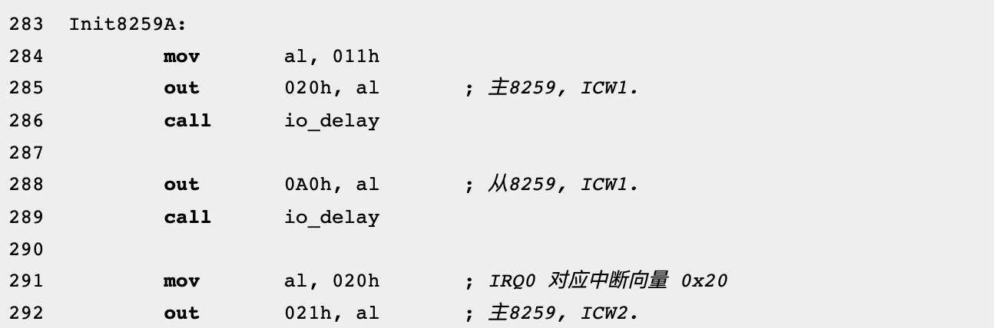 283 Init8259A:
284 mov al, 011h
285 out 020h, al ; 主8259, ICW1.
286 call io_delay
287
288 out 0A0h, al ; 从8259, ICW1.
289 call io_delay
290
291 mov al, 020h ; IRQ0 对应中断向量 0x20
292 out 021h, al ; 主8259, ICW2.